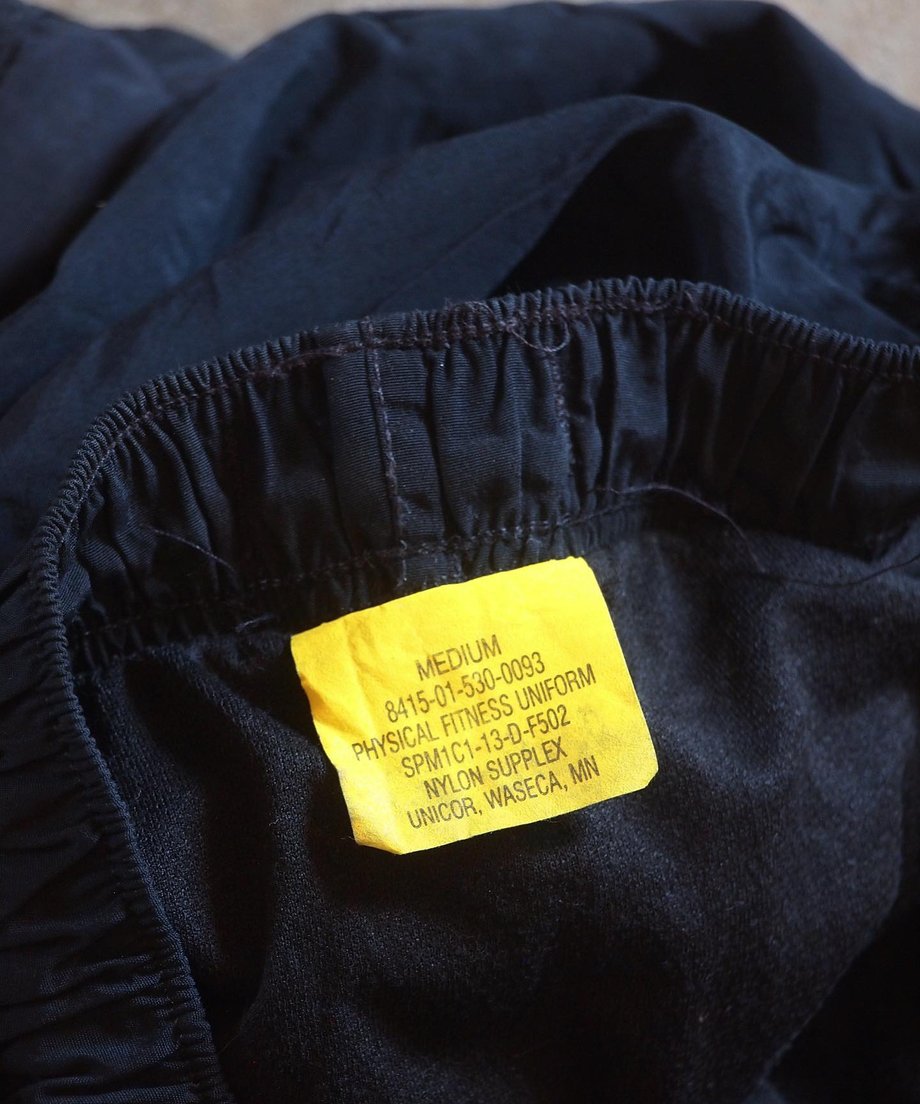 MEDIUM
8415-01-530-0093
PHYSICAL FITNESS UNIFORM
SPM1C1-13-D-F502
NYLON SUPPLEX
UNICOR, WASECA, MN